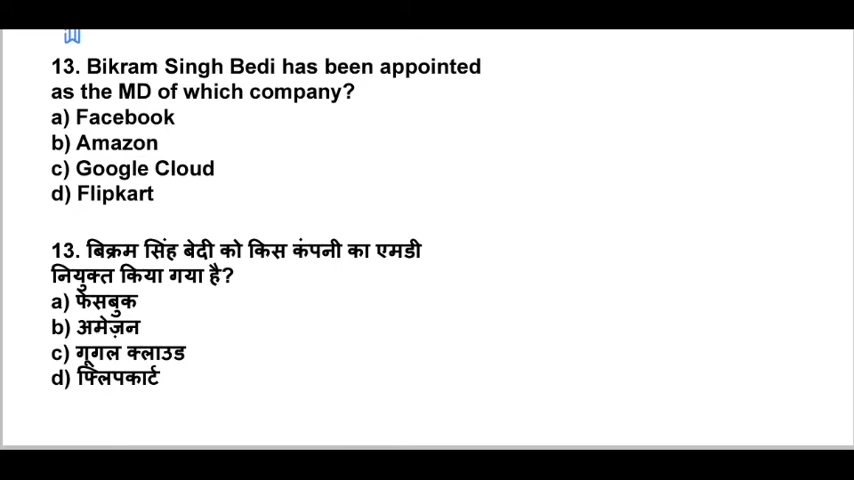 13. Bikram Singh Bedi has been appointed
as the MD of which company?
a) Facebook
b) Amazon
c) Google Cloud
d) Flipkart
13. बिक्रम सिंह बेदी को किस कंपनी का एमडी
नियुक्त किया गया है?
a) फेसबुक
b) अमेज़न
c) गूगल क्लाउड
d) फ्लिपकार्ट